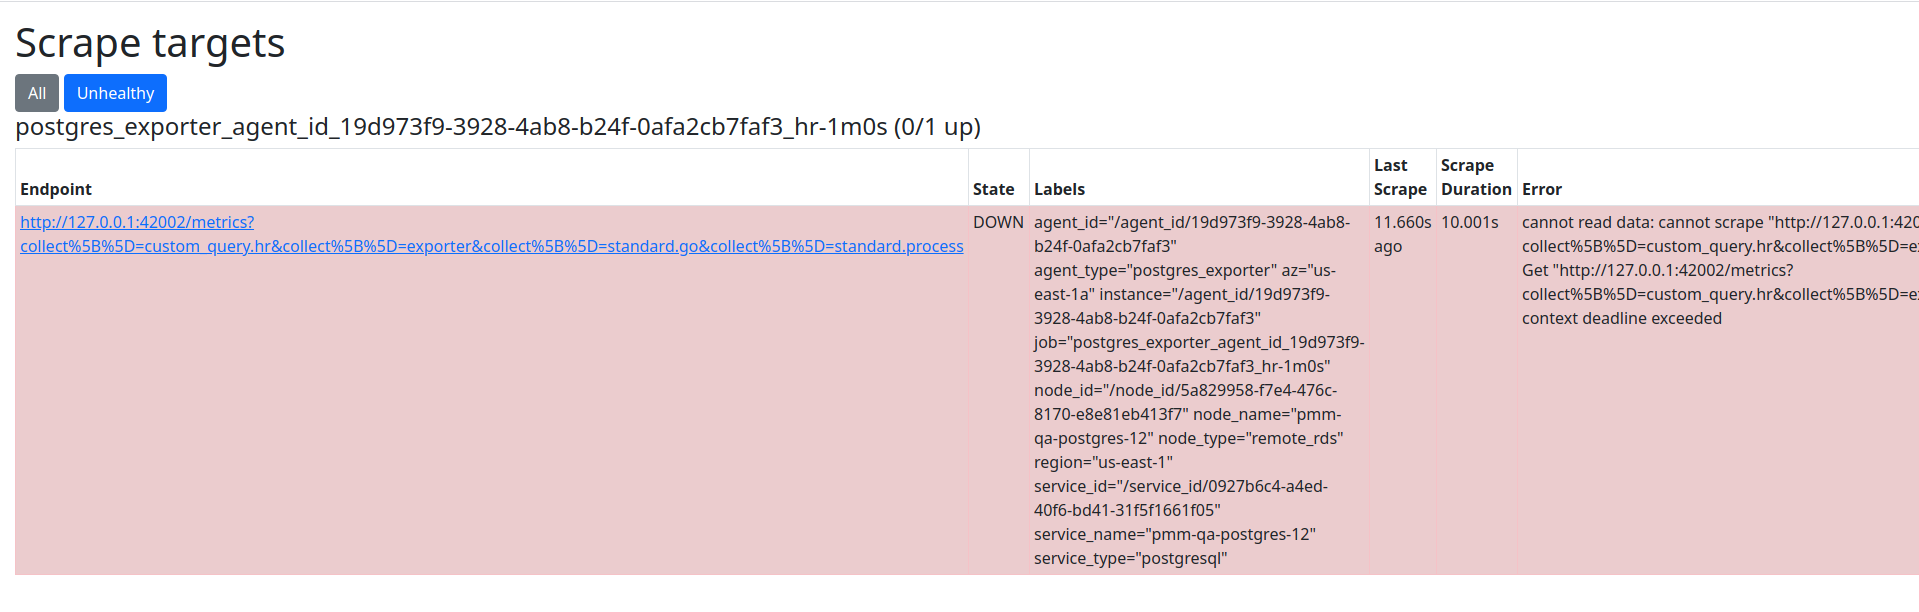 Scrape targets
All Unhealthy
postgres_exporter_agent_id_19d973f9-3928-4ab8-b24f-0afa2cb7faf3_hr-1m0s (0/1 up)
Endpoint
State
Labels
Last
Scrape
Scrape
Duration
Error
http://127.0.0.1:42002/metrics?
collect%5B%5D=custom_query.hr&collect%5B%5D=exporter&collect%5B%5D=standard.go&collect%5B%5D=standard.process
DOWN
agent_id="/agent_id/19d973f9-3928-4ab8-
b24f-0afa2cb7faf3"
agent_type="postgres_exporter" az="us-
east-1a" instance="/agent_id/19d973f9-
3928-4ab8-b24f-0afa2cb7faf3"
job="postgres_exporter_agent_id_19d973f9-
3928-4ab8-b24f-0afa2cb7faf3_hr-1m0s"
node_id="/node_id/5a829958-f7e4-476c-
8170-e8e81eb413f7" node_name="pmm-
qa-postgres-12" node_type="remote_rds"
region="us-east-1"
service_id="/service_id/0927b6c4-a4ed-
40f6-bd41-31f5f1661f05"
service_name="pmm-qa-postgres-12"
service_type="postgresql"
11.660s
ago
10.001s
cannot read data: cannot scrape "http://127.0.0.1:420
collect%5B%5D=custom_query.hr&collect%5B%5D=e
Get "http://127.0.0.1:42002/metrics?
collect%5B%5D=custom_query.hr&collect%5B%5D=e
context deadline exceeded